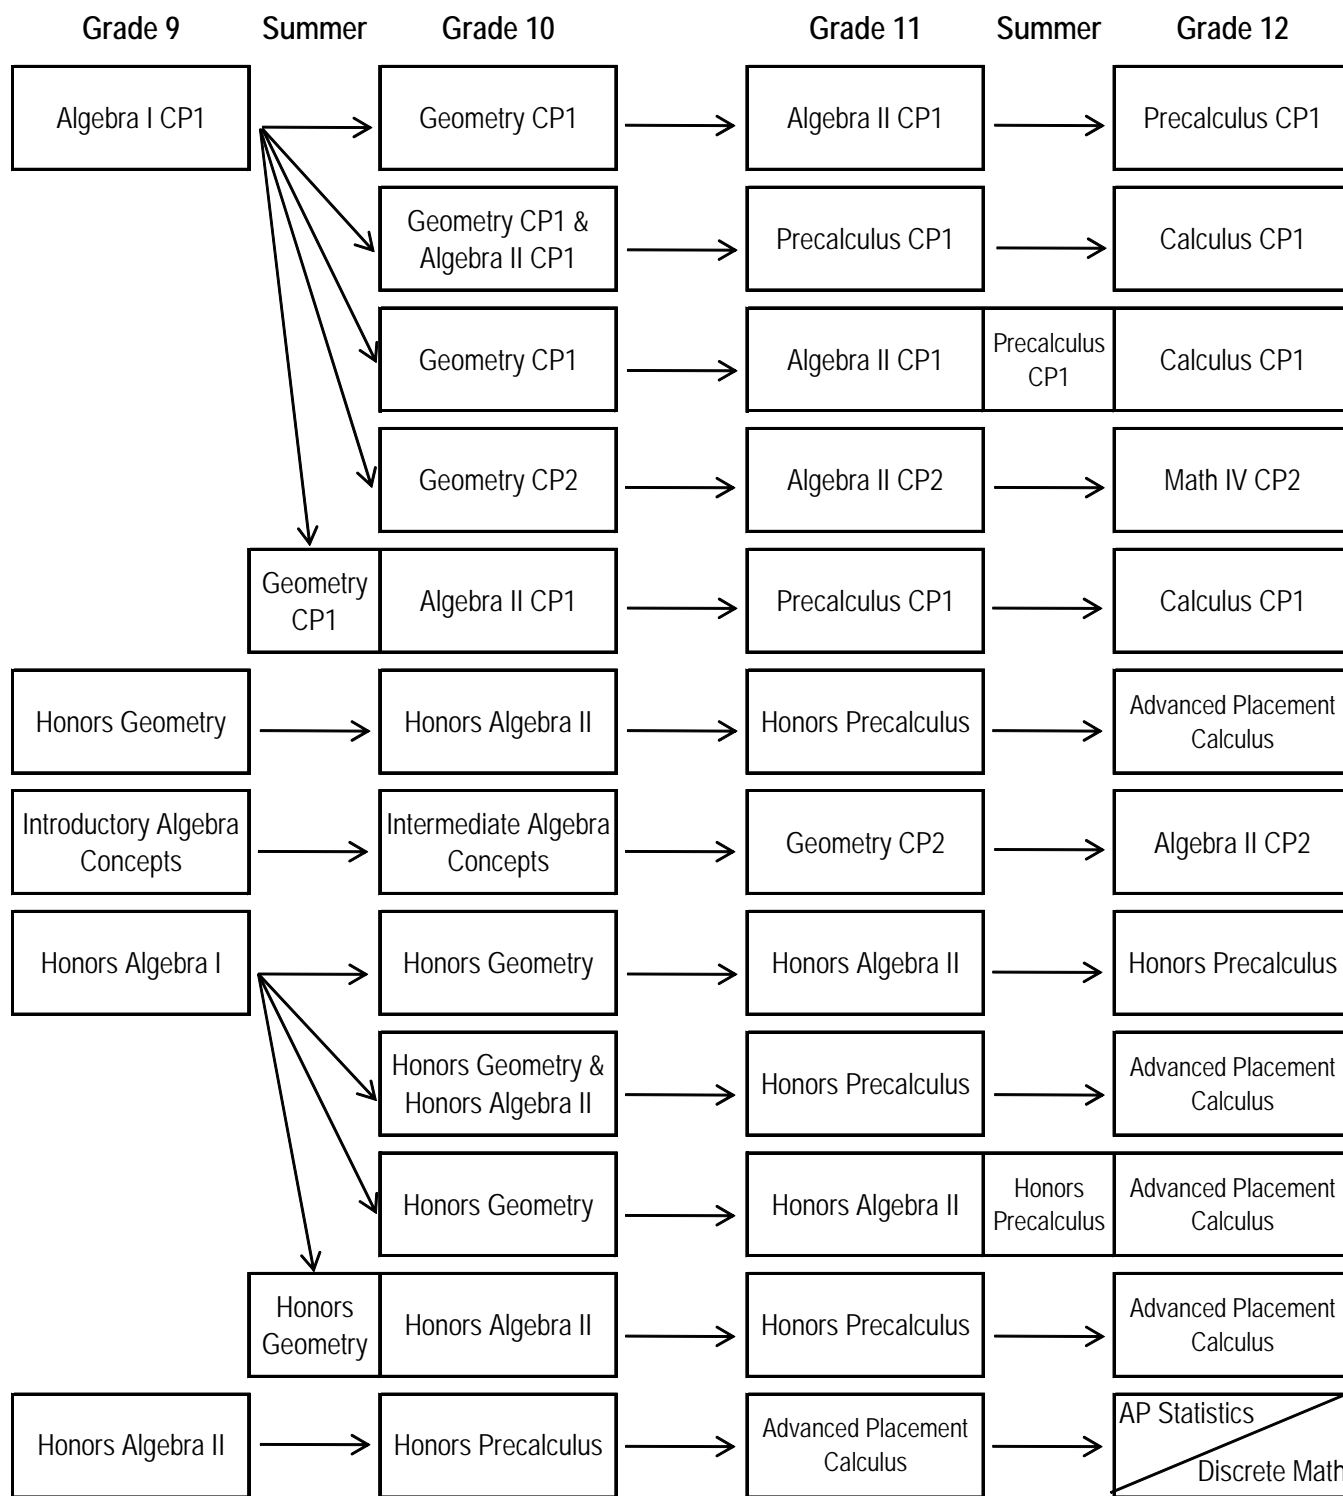 Grade 9 Summer Grade 10 Grade 11 Summer Grade 12
Algebra I CP1 Geometry CP1 Algebra II CP1 Precalculus CP1
Geometry CP1 &
Algebra II CP1
Precalculus CP1 Calculus CP1
Geometry CP1 Algebra II CP1
Precalculus
CP1
Calculus CP1
Geometry CP2 Algebra II CP2 Math IV CP2
Geometry
CP1
Algebra II CP1 Precalculus CP1 Calculus CP1
Honors Geometry Honors Algebra II Honors Precalculus
Advanced Placement
Calculus
Introductory Algebra
Concepts
Intermediate Algebra
Concepts
Geometry CP2 Algebra II CP2
Honors Algebra I Honors Geometry Honors Algebra II Honors Precalculus
Honors Geometry &
Honors Algebra II
Honors Precalculus
Advanced Placement
Calculus
Honors Geometry Honors Algebra II
Honors
Precalculus
Advanced Placement
Calculus
Honors
Geometry
Honors Algebra II Honors Precalculus
Advanced Placement
Calculus
Honors Algebra II Honors Precalculus
Advanced Placement
Calculus
AP Statistics
Discrete Math